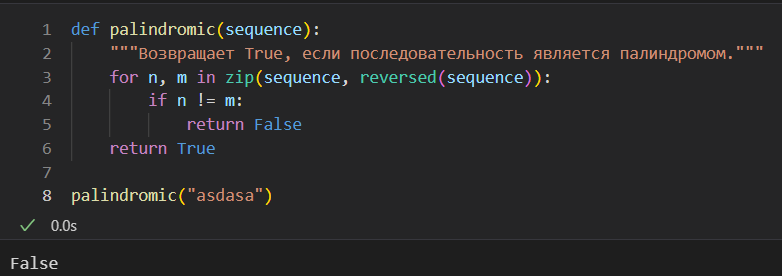 1 def palindromic(sequence):
2 """Возвращает True, если последовательность является палиндромом."""
3 for n, m in zip(sequence, reversed(sequence)):
4 if n != m:
5 return False
6 return True
7
8 palindromic("asdasa")
0.0s
False